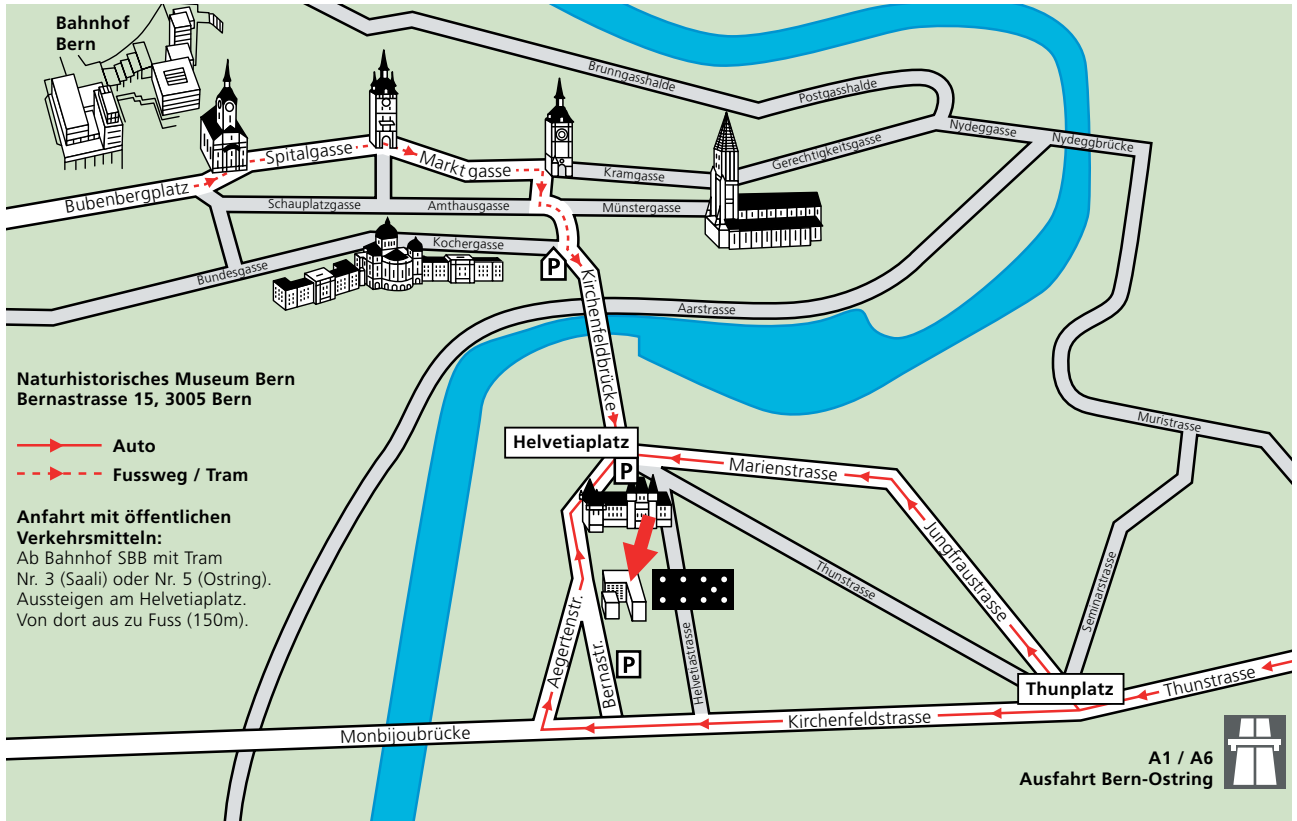 Bahnhof
Bern
Brunngasshalde
Postgasshalde
Nydeggasse
Nydeggbrücke
Spitalgasse
Marktgasse
Kramgasse
Gerechtigkeitsgasse
Bubenbergplatz
Schauplatzgasse
Amthausgasse
Münstergasse
Kochergasse
Bundesgasse
P
Kirchenfeldbrücke
Aarstrasse
Naturhistorisches Museum Bern
Bernastrasse 15, 3005 Bern
Auto
Fussweg / Tram
Anfahrt mit öffentlichen
Verkehrsmitteln:
Ab Bahnhof SBB mit Tram
Nr. 3 (Saali) oder Nr. 5 (Ostring).
Aussteigen am Helvetiaplatz.
Von dort aus zu Fuss (150m).
Helvetiaplatz
P
Marienstrasse
Muristrasse
Jungfraustrasse
Thunstrasse
Seminarstrasse
Aegertenstr.
Bernastr.
P
Helvetiastrasse
Thunplatz
Thunstrasse
Kirchenfeldstrasse
Monbijoubrücke
A1 / A6
Ausfahrt Bern-Ostring